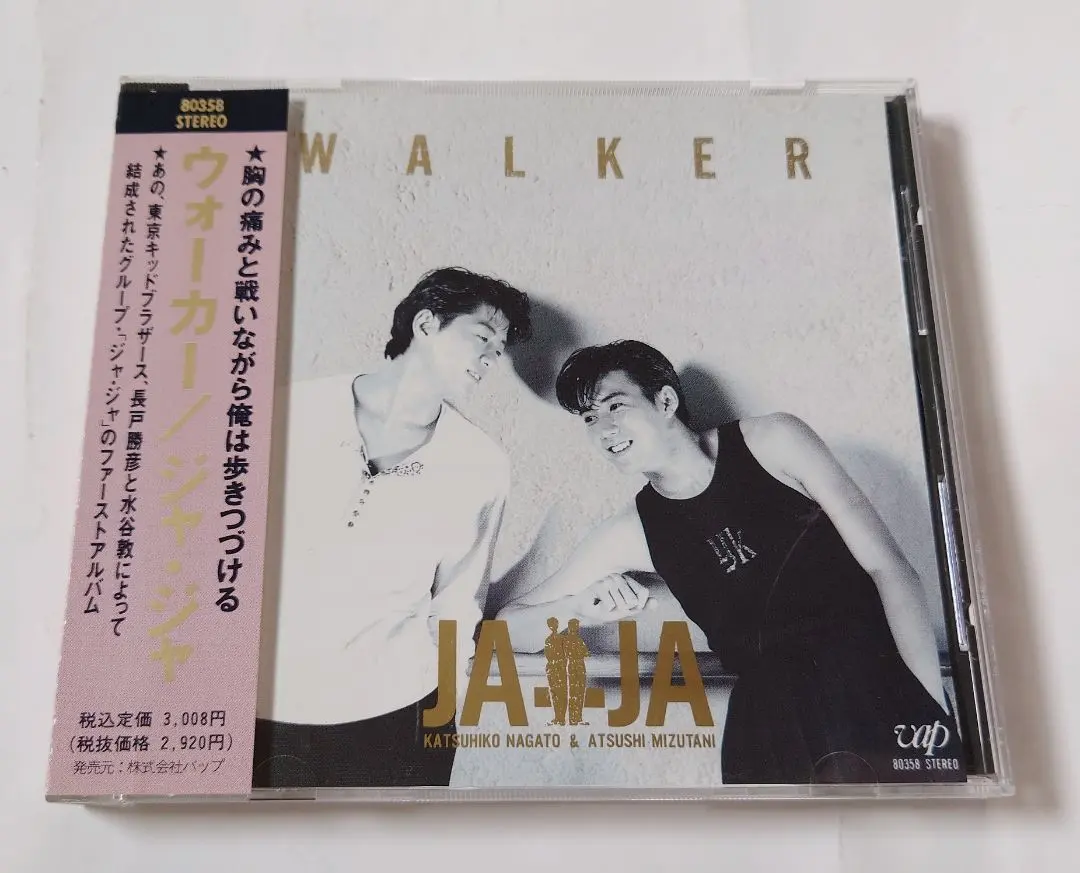 80358
STEREO
★胸の痛みと戦いながら俺は歩きつづける
ウォーカー/ジャ・ジャ
★あの、東京キッドブラザース、長戸勝彦と水谷敦によって
結成されたグループ・「ジャ・ジャ」のファーストアルバム
税込定価 3,008円
(税抜価格 2,920円)
発売元:株式会社バップ
WALKER
YJK
JA-JA
KATSUHIKO NAGATO & ATSUSHI MIZUTANI
vap
80358 STEREO